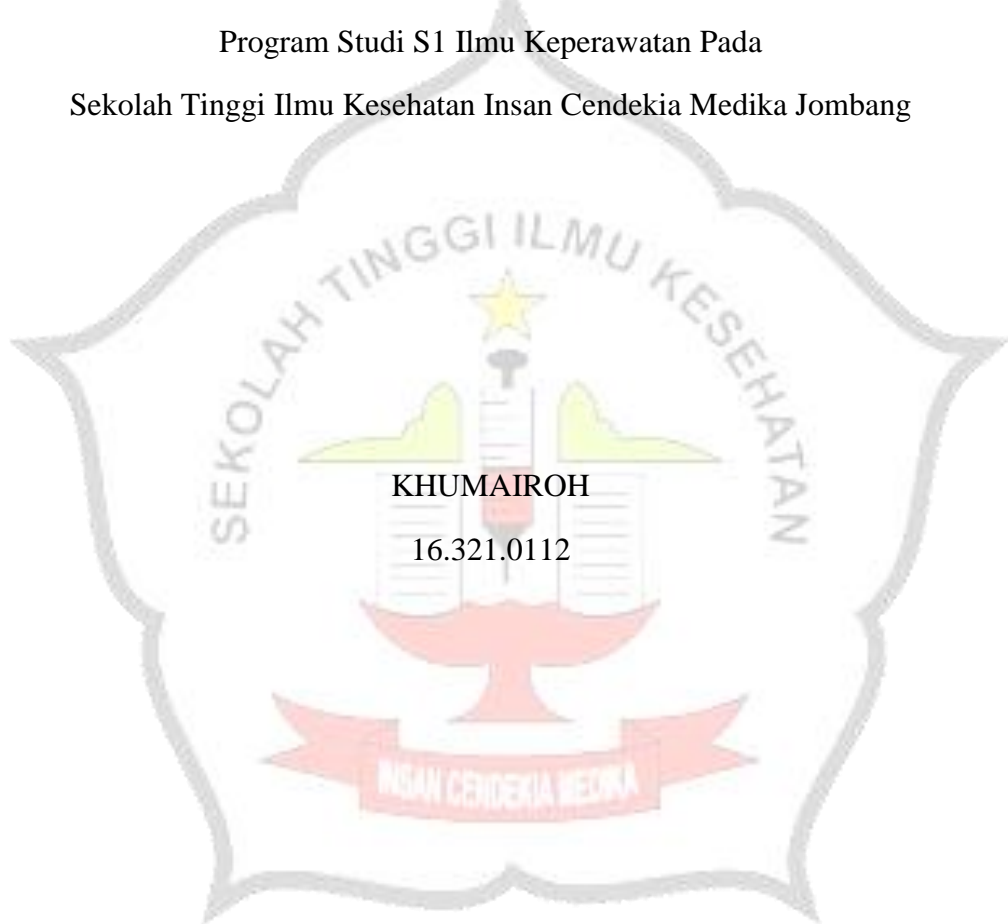 Program Studi S1 Ilmu Keperawatan Pada
Sekolah Tinggi Ilmu Kesehatan Insan Cendekia Medika Jombang
SEKOLAH TINGGI ILMU KESEHATAN
KHUMAIROH
16.321.0112
INSAN CENDEKIA MEDIKA